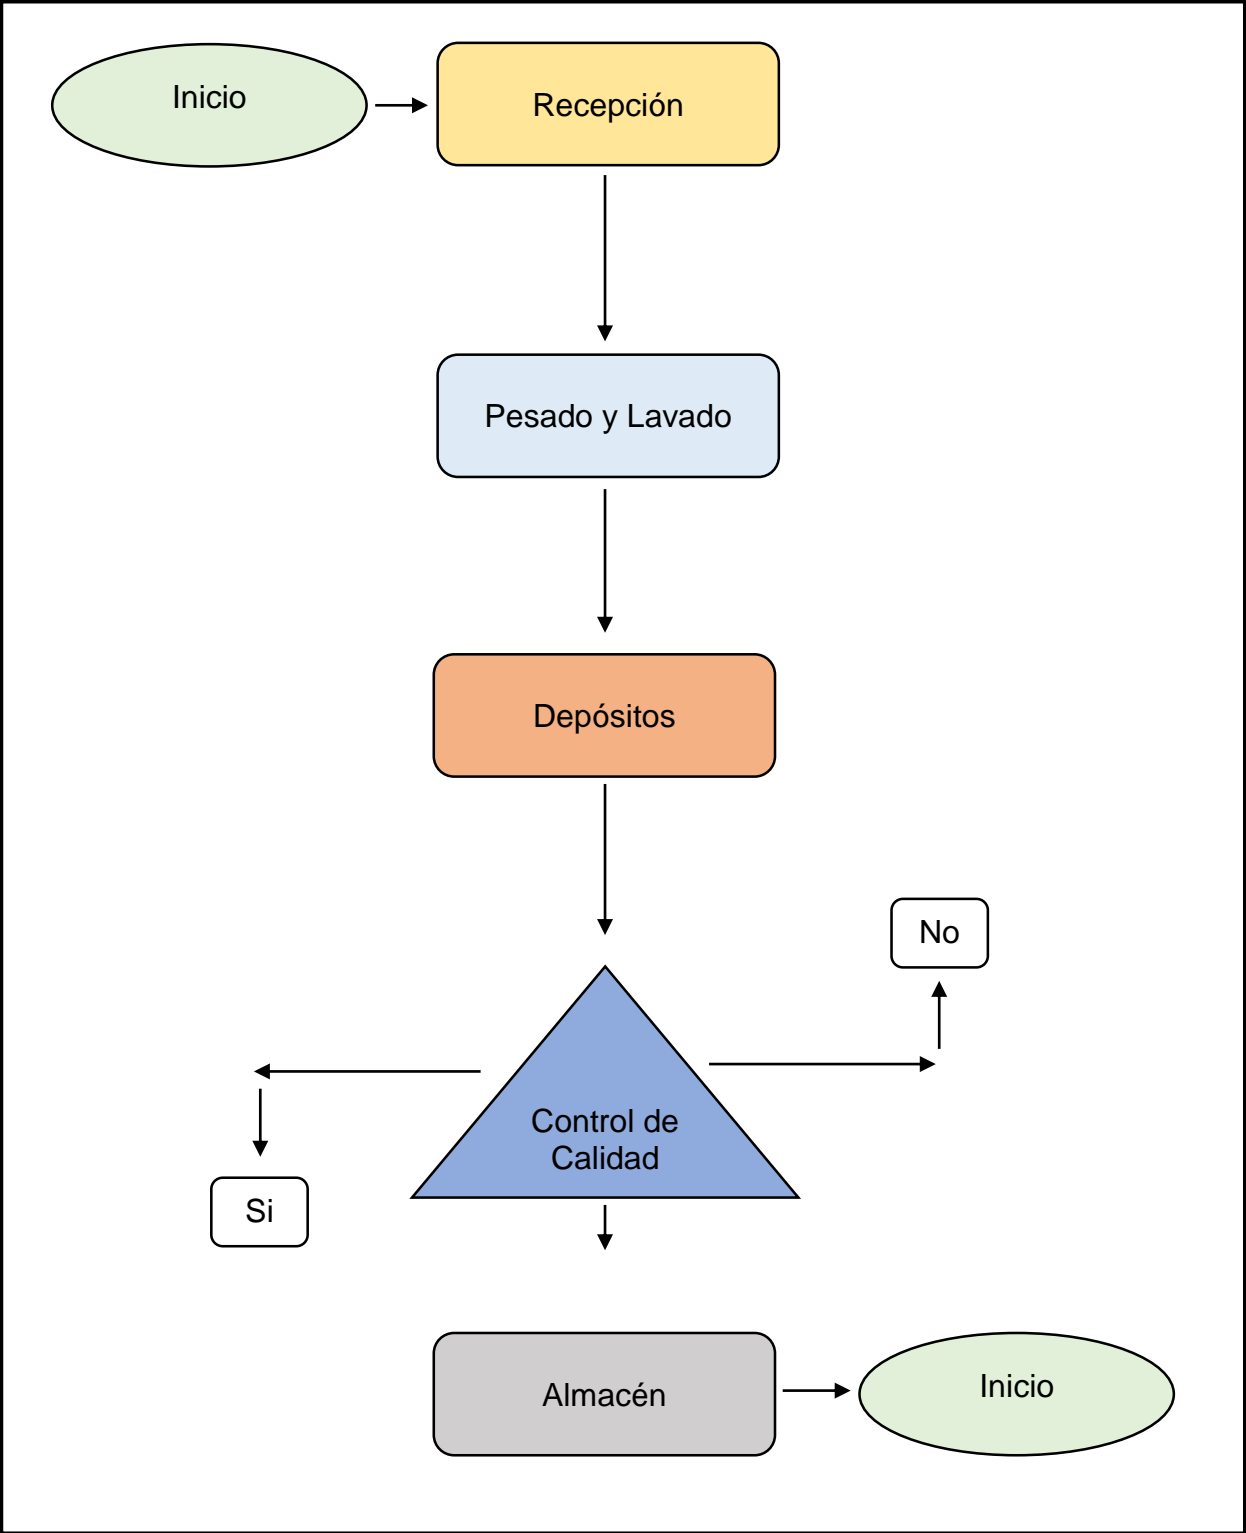 Inicio
Recepción
Pesado y Lavado
Depósitos
No
Control de
Calidad
Si
Almacén
Inicio